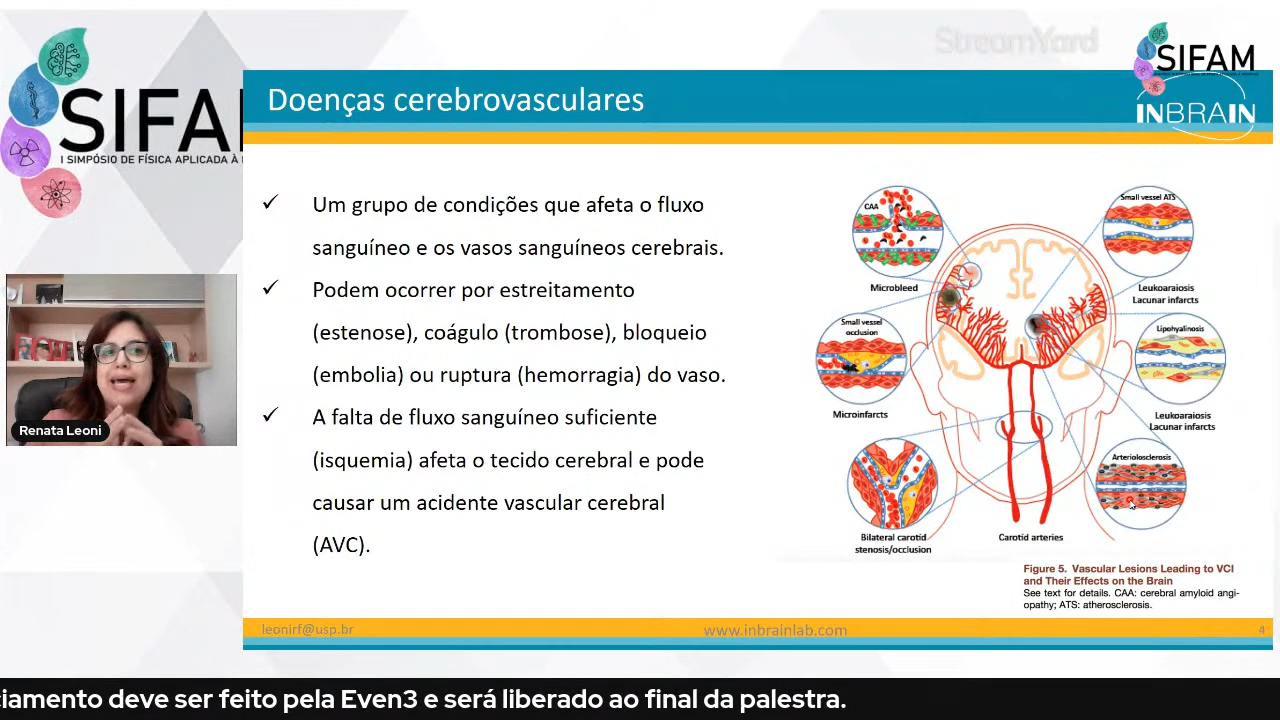 StreamYard
SIFAM
INBRAIN
SIFA
I SIMPÓSIO DE FÍSICA APLICADA À
Doenças cerebrovasculares
✓ Um grupo de condições que afeta o fluxo
sanguíneo e os vasos sanguíneos cerebrais.
✓ Podem ocorrer por estreitamento
(estenose), coágulo (trombose), bloqueio
(embolia) ou ruptura (hemorragia) do vaso.
✓ A falta de fluxo sanguíneo suficiente
(isquemia) afeta o tecido cerebral e pode
causar um acidente vascular cerebral
(AVC).
Renata Leoni
CAA
Microbleed
Small vessel
occlusion
Microinfarcts
Bilateral carotid
stenosis/occlusion
Carotid arteries
Small vessel ATS
Leukoaraiosis
Lacunar infarcts
Lipohyalinosis
Leukoaraiosis
Lacunar infarcts
Arteriolosclerosis
Figure 5. Vascular Lesions Leading to VCI
and Their Effects on the Brain
See text for details. CAA: cerebral amyloid angi-
opathy; ATS: atherosclerosis.
leonirf@usp.br
www.inbrainlab.com
4
ciamento deve ser feito pela Even3 e será liberado ao final da palestra.